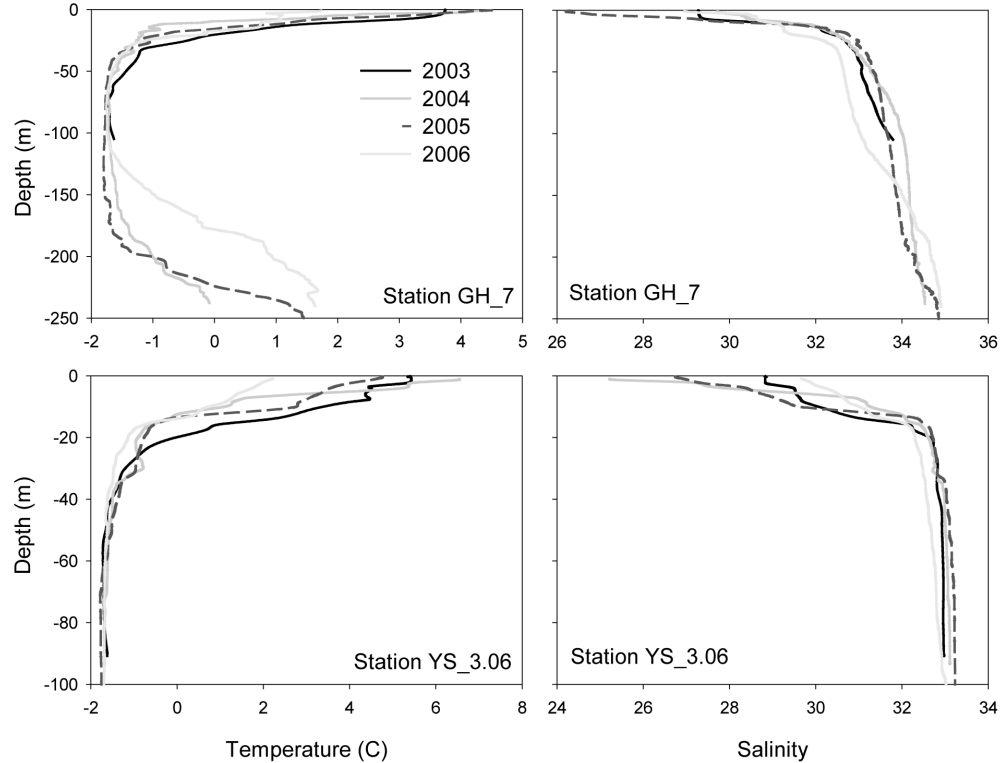 0
-50
-100
-150
-200
-250
Depth (m)
2003
2004
2005
2006
Station GH_7
-2 -1 0 1 2 3 4 5
Station GH_7
26 28 30 32 34 36
0
-20
-40
-60
-80
-100
Depth (m)
Station YS_3.06
-2 0 2 4 6 8
Temperature (C)
Station YS_3.06
24 26 28 30 32 34
Salinity